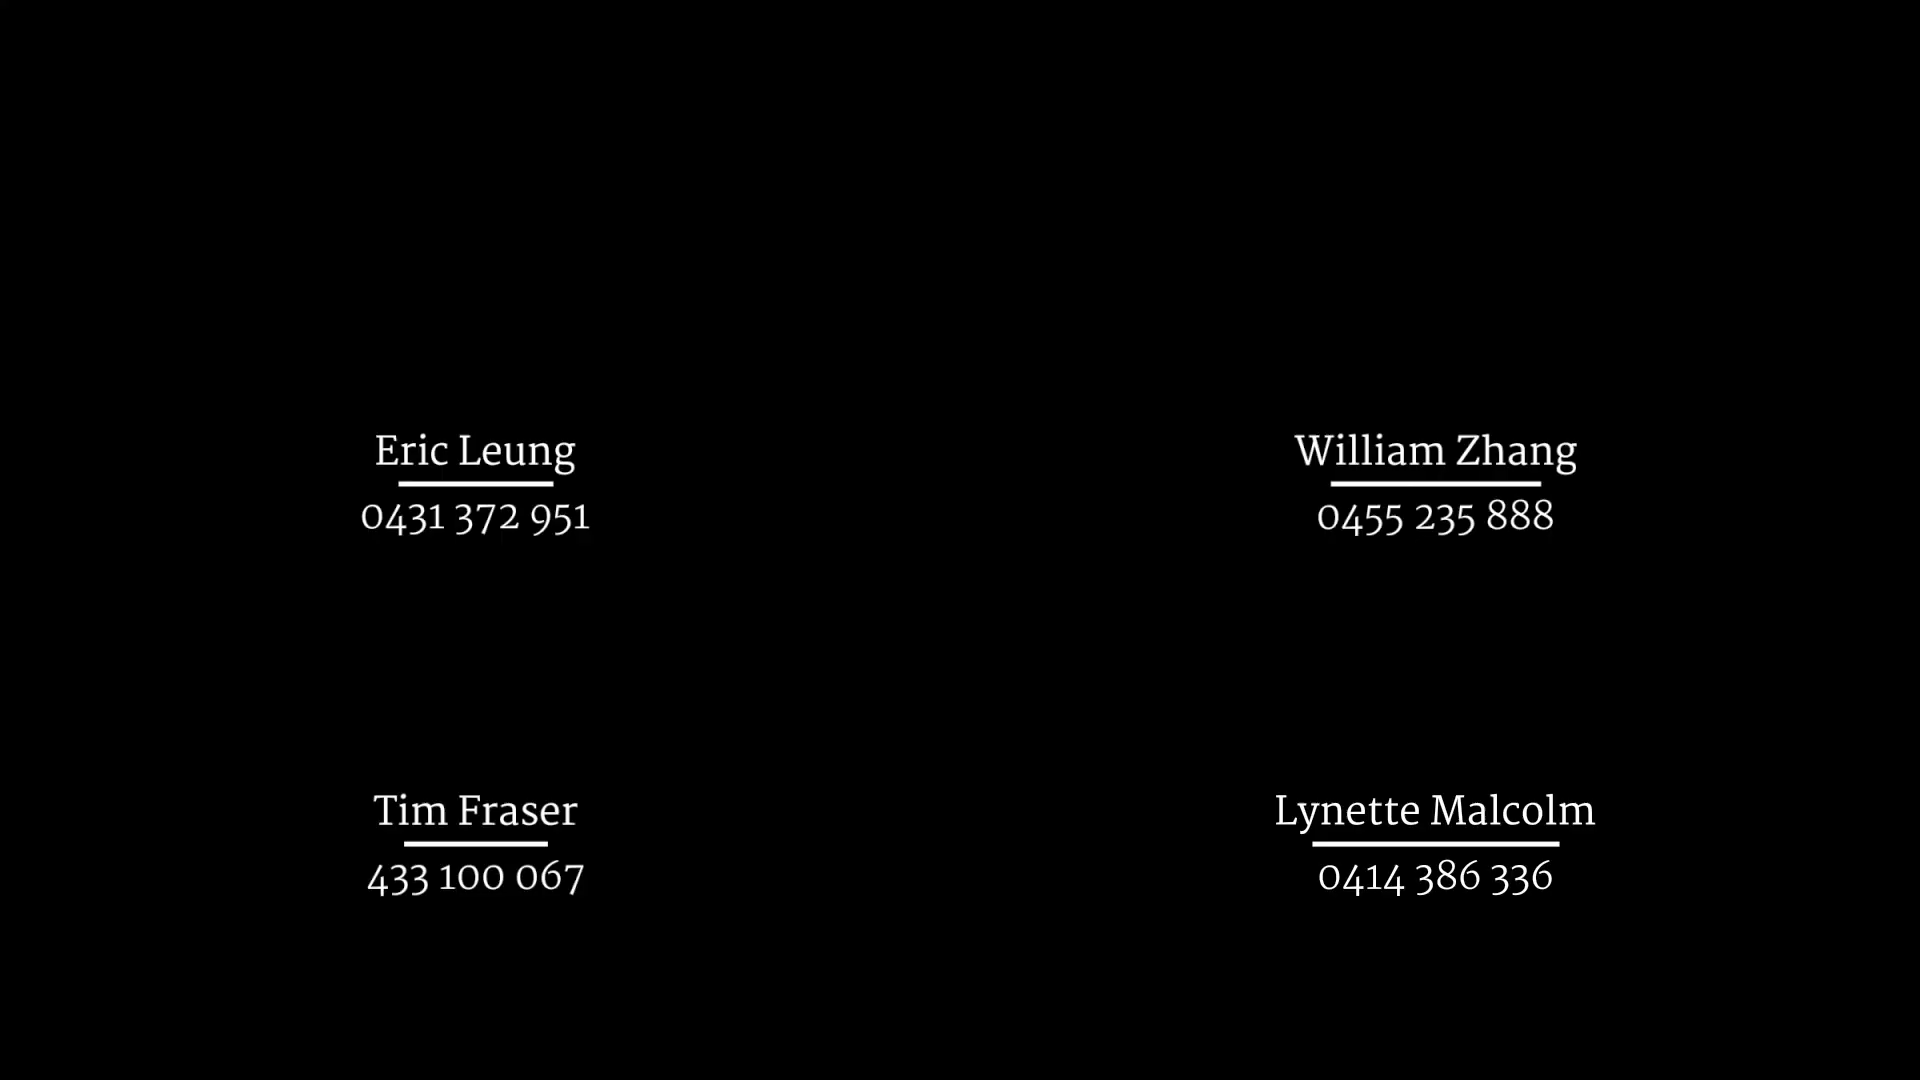 Eric Leung
0431 372 951
William Zhang
0455 235 888
Tim Fraser
433 100 067
Lynette Malcolm
0414 386 336